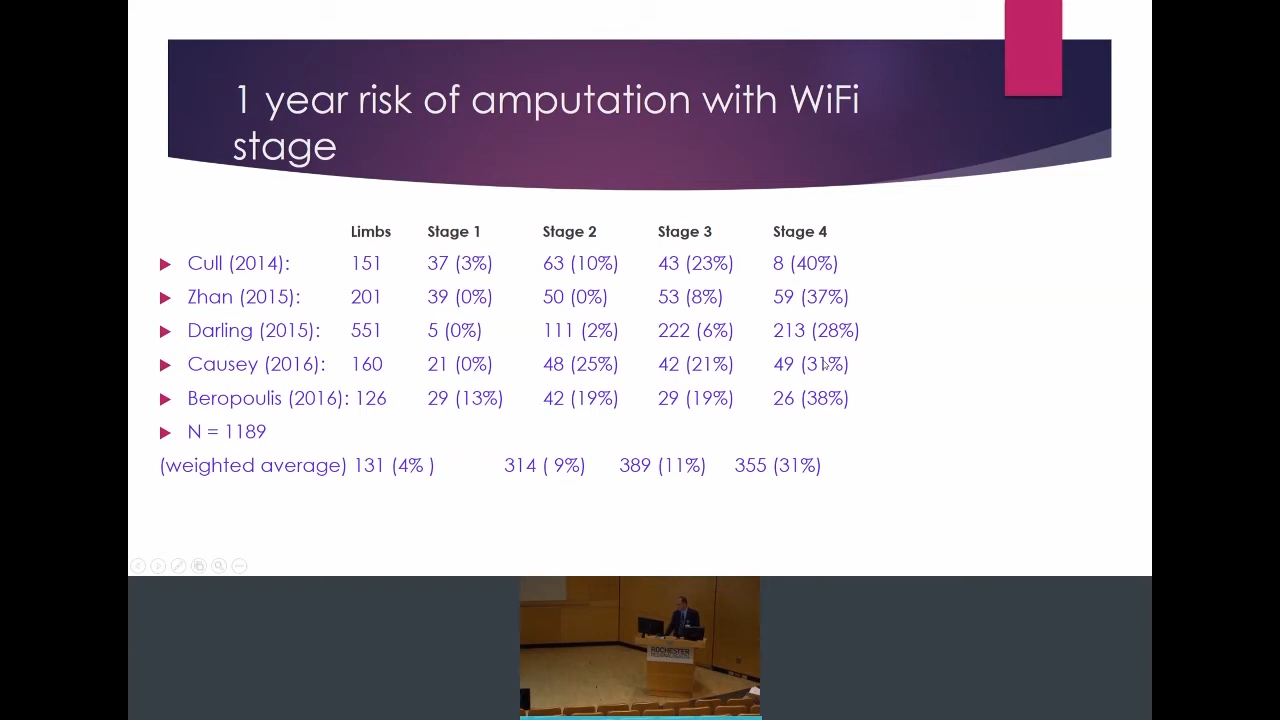 1 year risk of amputation with WiFi
stage
Limbs Stage 1 Stage 2 Stage 3 Stage 4
Cull (2014): 151 37 (3%) 63 (10%) 43 (23%) 8 (40%)
Zhan (2015): 201 39 (0%) 50 (0%) 53 (8%) 59 (37%)
Darling (2015): 551 5 (0%) 111 (2%) 222 (6%) 213 (28%)
Causey (2016): 160 21 (0%) 48 (25%) 42 (21%) 49 (31%)
Beropoulis (2016): 126 29 (13%) 42 (19%) 29 (19%) 26 (38%)
N = 1189
(weighted average) 131 (4% ) 314 ( 9%) 389 (11%) 355 (31%)
ROCHESTER